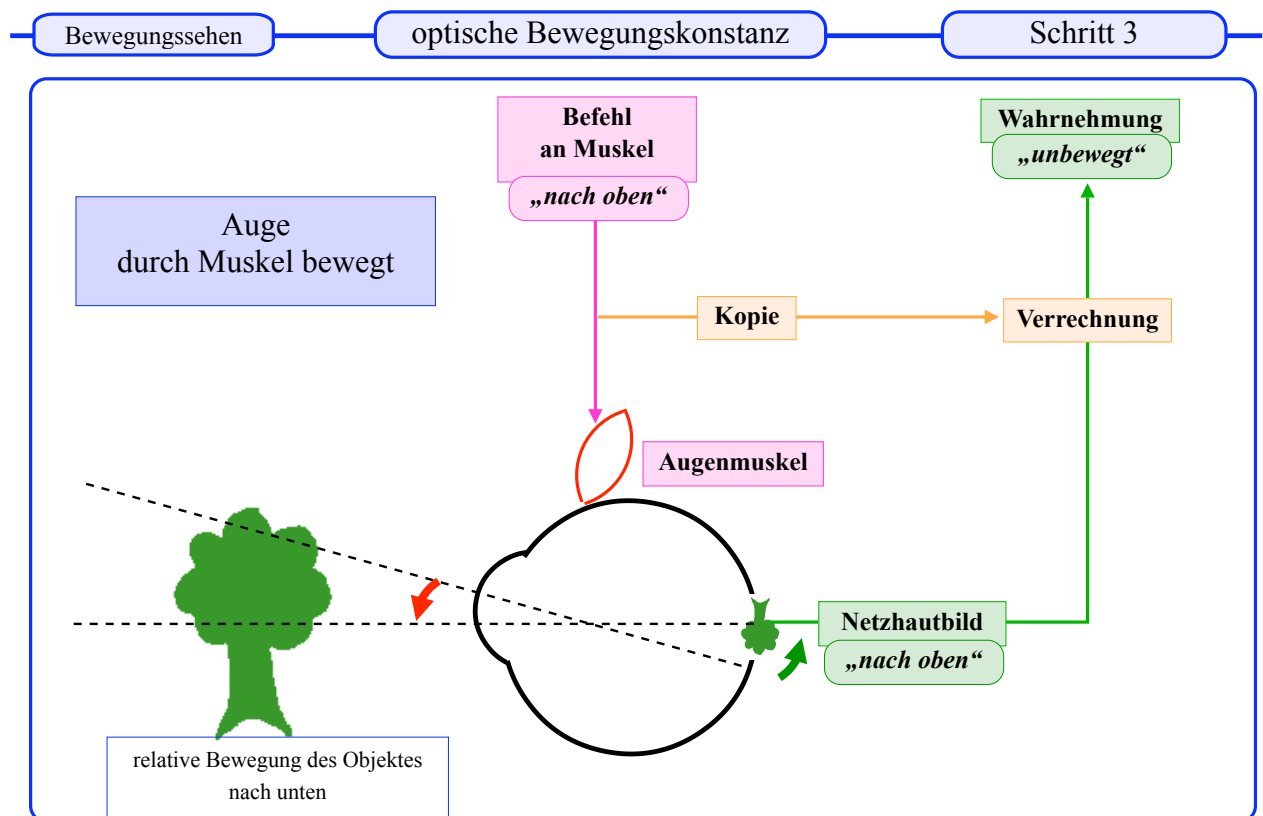 Bewegungssehen
optische Bewegungskonstanz
Schritt 3
Befehl
an Muskel
„nach oben“
Wahrnehmung
„unbewegt“
Auge
durch Muskel bewegt
Kopie
Verrechnung
Augenmuskel
Netzhautbild
„nach oben“
relative Bewegung des Objektes
nach unten